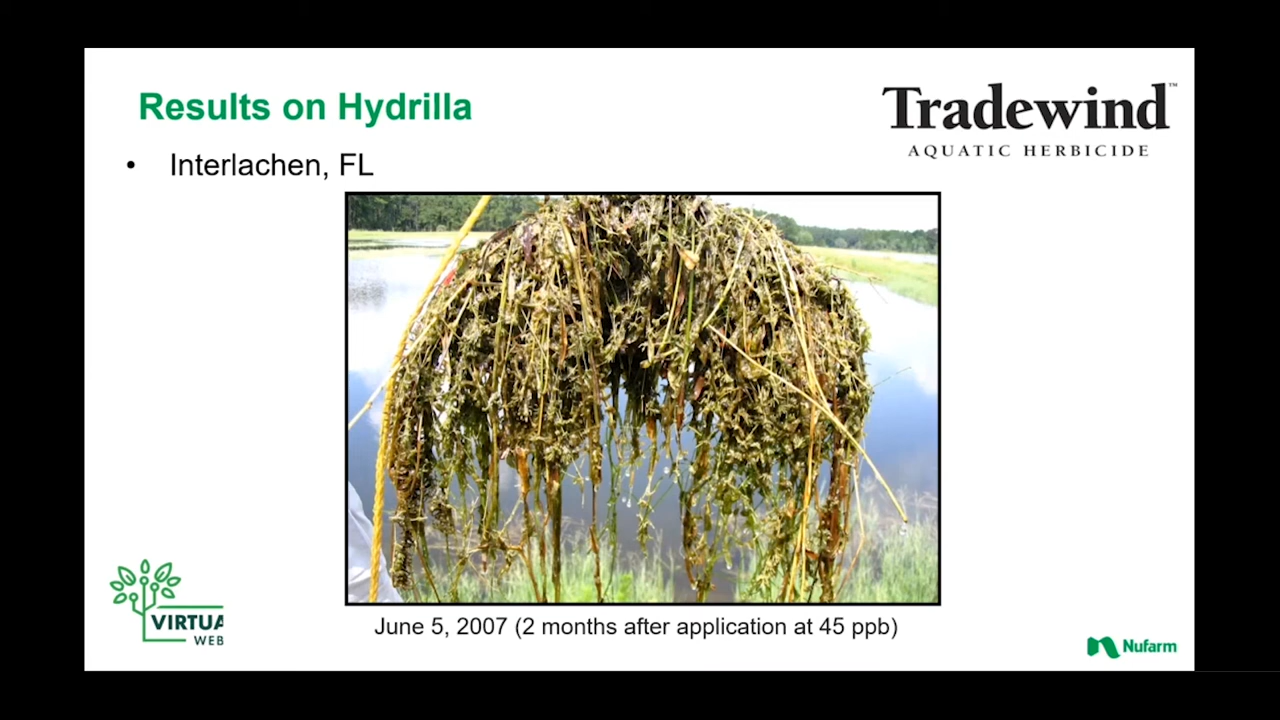 Results on Hydrilla
Tradewind™
AQUATIC HERBICIDE
• Interlachen, FL
June 5, 2007 (2 months after application at 45 ppb)
VIRTUA
WEB
Nufarm